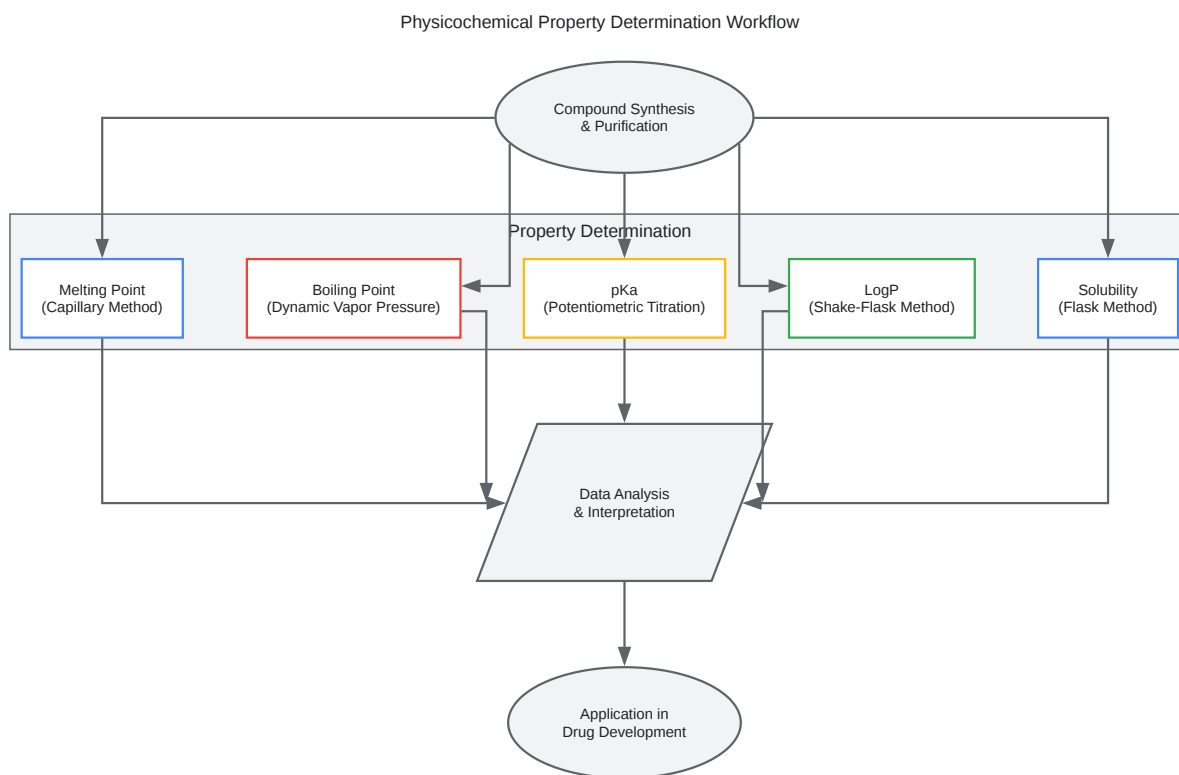 Physicochemical Property Determination Workflow
Compound Synthesis
& Purification
Property Determination
Melting Point
(Capillary Method)
Boiling Point
(Dynamic Vapor Pressure)
pKa
(Potentiometric Titration)
LogP
(Shake-Flask Method)
Solubility
(Flask Method)
Data Analysis
& Interpretation
Application in
Drug Development